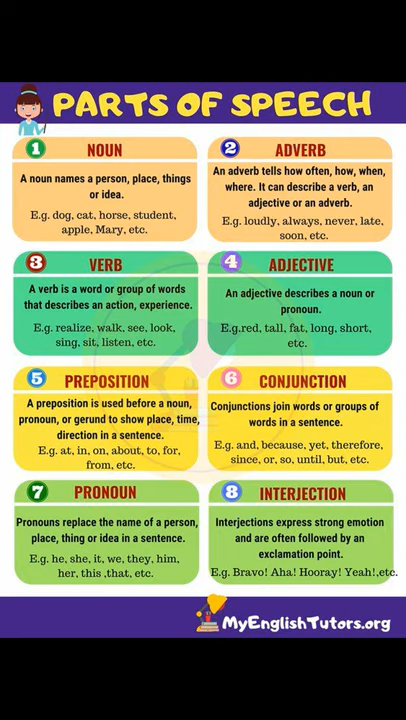 PARTS OF SPEECH
1 NOUN
A noun names a person, place, things
or idea.
E.g. dog, cat, horse, student,
apple, Mary, etc.
2 ADVERB
An adverb tells how often, how, when,
where. It can describe a verb, an
adjective or an adverb.
E.g. loudly, always, never, late,
soon, etc.
3 VERB
A verb is a word or group of words
that describes an action, experience.
E.g. realize, walk, see, look,
sing, sit, listen, etc.
4 ADJECTIVE
An adjective describes a noun or
pronoun.
E.g.red, tall, fat, long, short,
etc.
5 PREPOSITION
A preposition is used before a noun,
pronoun, or gerund to show place, time,
direction in a sentence.
E.g. at, in, on, about, to, for,
from, etc.
6 CONJUNCTION
Conjunctions join words or groups of
words in a sentence.
E.g. and, because, yet, therefore,
since, or, so, until, but, etc.
7 PRONOUN
Pronouns replace the name of a person,
place, thing or idea in a sentence.
E.g. he, she, it, we, they, him,
her, this ,that, etc.
8 INTERJECTION
Interjections express strong emotion
and are often followed by an
exclamation point.
E.g. Bravo! Aha! Hooray! Yeah!,etc.
MyEnglishTutors.org